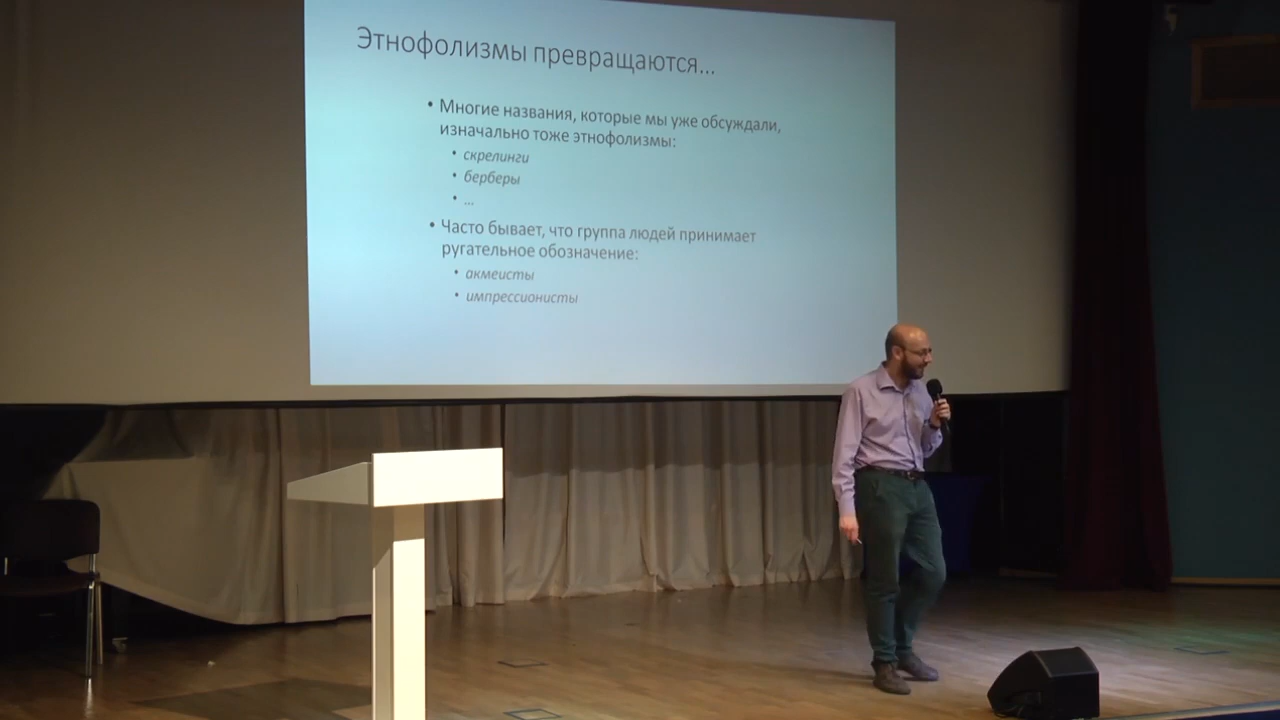 Этнофолизмы превращаются...
• Многие названия, которые мы уже обсуждали,
изначально тоже этнофолизмы:
• скрелинги
• берберы
• ...
• Часто бывает, что группа людей принимает
ругательное обозначение:
• акмеисты
• импрессионисты